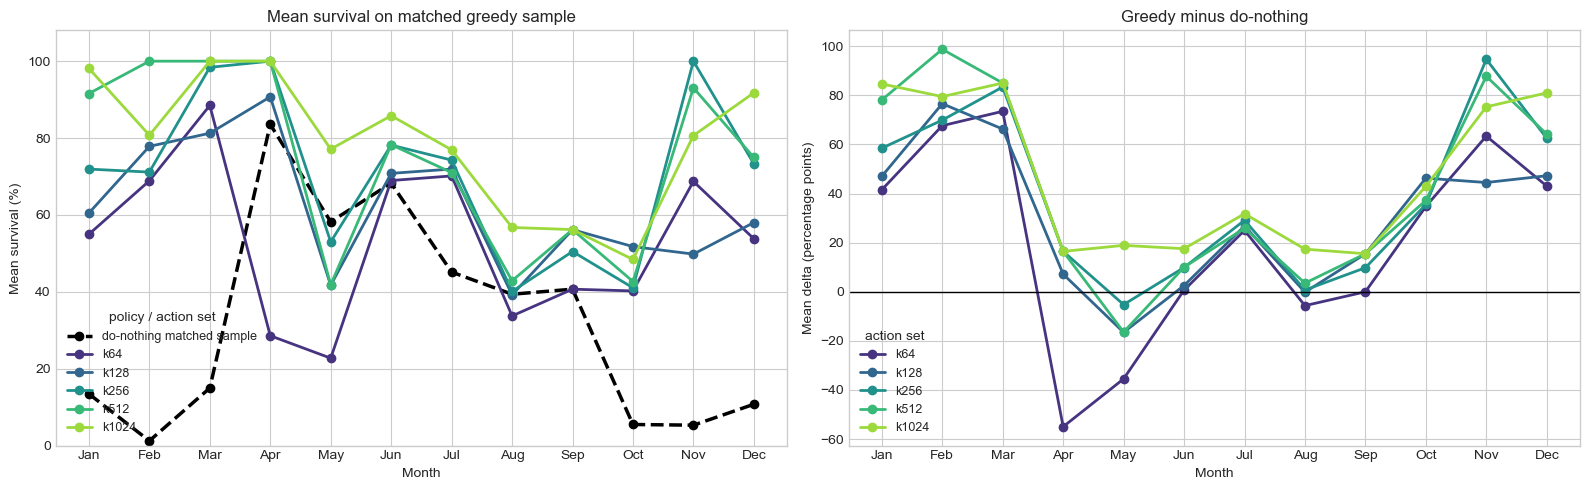 Mean survival on matched greedy sample
Mean survival (%)
100
80
60
40
20
0
policy / action set
do-nothing matched sample
k64
k128
k256
k512
k1024
Jan Feb Mar Apr May Jun Jul Aug Sep Oct Nov Dec
Month
Greedy minus do-nothing
Mean delta (percentage points)
100
80
60
40
20
0
−20
−40
−60
action set
k64
k128
k256
k512
k1024
Jan Feb Mar Apr May Jun Jul Aug Sep Oct Nov Dec
Month